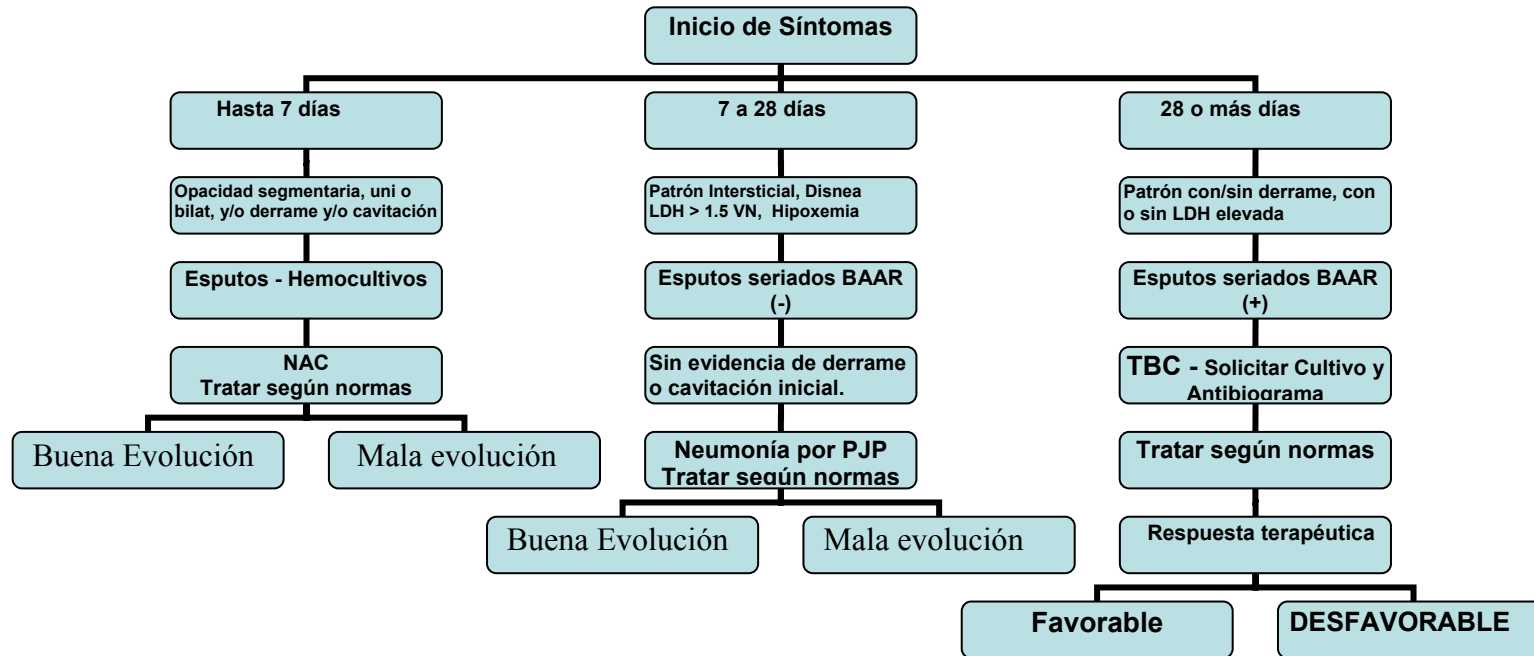 Inicio de Síntomas
Hasta 7 días
7 a 28 días
28 o más días
Opacidad segmentaria, uni o
bilat, y/o derrame y/o cavitación
Patrón Intersticial, Disnea
LDH > 1.5 VN, Hipoxemia
Patrón con/sin derrame, con
o sin LDH elevada
Esputos - Hemocultivos
Esputos seriados BAAR
(-)
Esputos seriados BAAR
(+)
NAC
Tratar según normas
Sin evidencia de derrame
o cavitación inicial.
TBC - Solicitar Cultivo y
Antibiograma
Buena Evolución
Mala evolución
Neumonía por PJP
Tratar según normas
Tratar según normas
Buena Evolución
Mala evolución
Respuesta terapéutica
Favorable
DESFAVORABLE